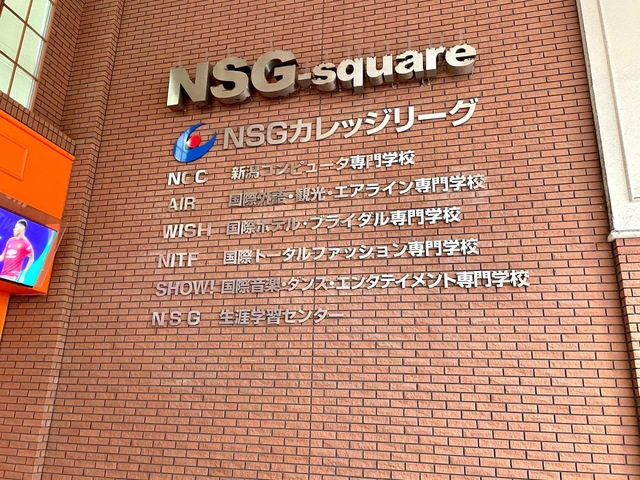 NSG-square
NSGカレッジリーグ
NCC 新潟コンピュータ専門学校
AIR 国際外語・観光・エアライン専門学校
WISH 国際ホテル・ブライダル専門学校
NITF 国際トータルファッション専門学校
SHOW! 国際音楽・ダンス・エンタテイメント専門学校
NSG 生涯学習センター